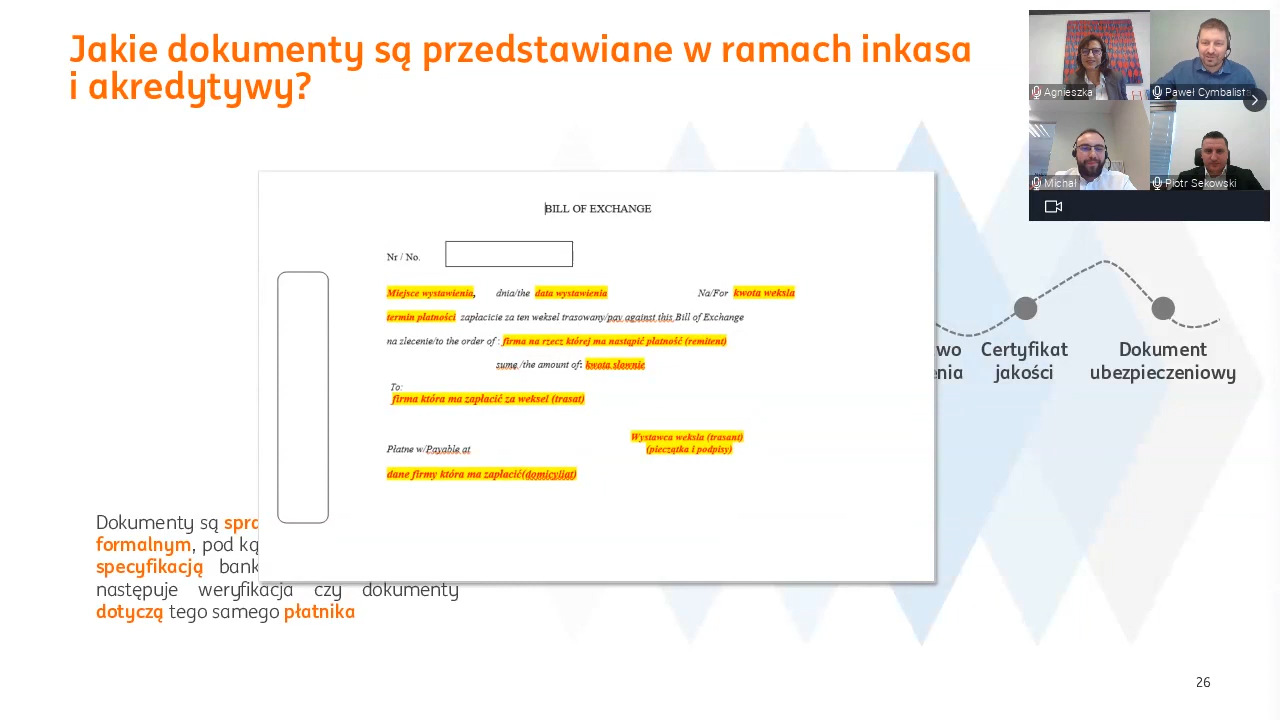 Jakie dokumenty są przedstawiane w ramach inkasa
i akredytywy?
Agnieszka
Paweł Cymbalista
Michał
Piotr Sekowski
BILL OF EXCHANGE
Nr / No.
Miejsce wystawienia, dnia/the data wystawienia Na/For kwota weksla
termin płatności zapłacicie za ten weksel trasowany/pay against this Bill of Exchange
na zlecenie/to the order of : firma na rzecz której ma nastąpić płatność (remitent)
sumę /the amount of: kwota słownie
To:
firma która ma zapłacić za weksel (trasat)
Wystawca weksla (trasant)
(pieczątka i podpisy)
Płatne w/Payable at
dane firmy która ma zapłacić(domicyliat)
Certyfikat
jakości
Dokument
ubezpieczeniowy
Dokumenty są
formalnym, pod
specyfikacją
następuje weryfikacja czy dokumenty
dotyczą tego samego płatnika
26